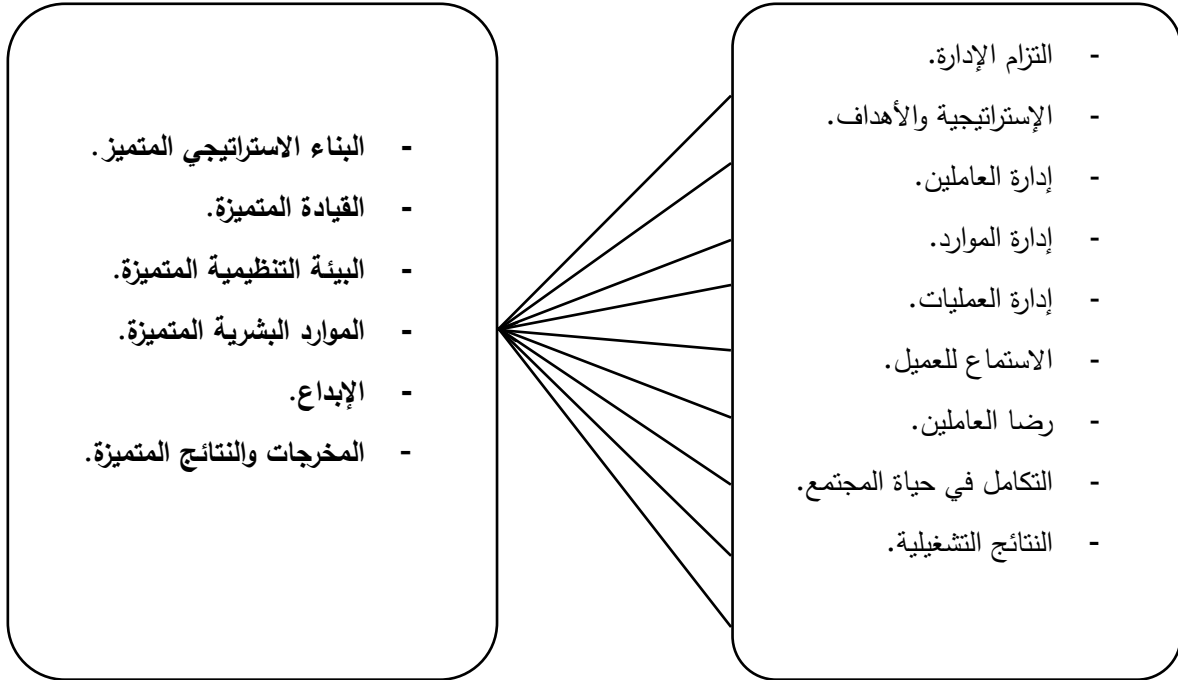 - التزام الإدارة.
- الإستراتيجية والأهداف.
- إدارة العاملين.
- إدارة الموارد.
- إدارة العمليات.
- الاستماع للعميل.
- رضا العاملين.
- التكامل في حياة المجتمع.
- النتائج التشغيلية.
- البناء الاستراتيجي المتميز.
- القيادة المتميزة.
- البيئة التنظيمية المتميزة.
- الموارد البشرية المتميزة.
- الإبداع.
- المخرجات والنتائج المتميزة.